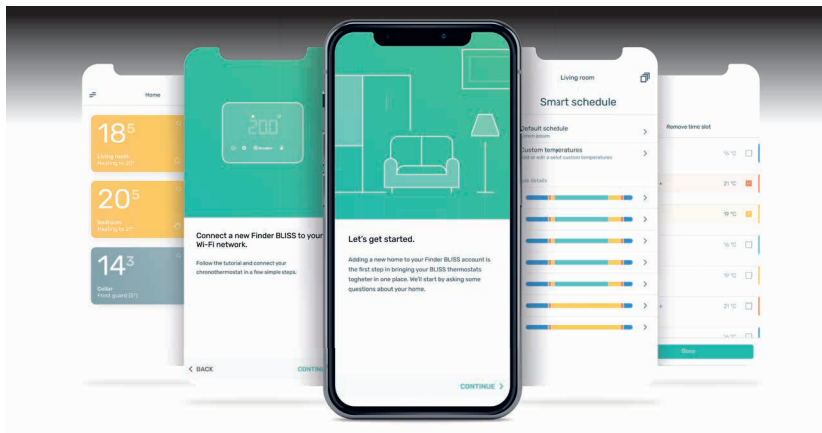 Home
18⁵
Living room
Heating to 20°
20⁵
Bedroom
Heating to 21°
14³
Cellar
Frost guard (5°)
20.0°
Connect a new Finder BLISS to your
Wi-Fi network.
Follow the tutorial and connect your
chronothermostat in a few simple steps.
< BACK
Let's get started.
Adding a new home to your Finder BLISS account is
the first step in bringing your BLISS thermostats
togheter in one place. We'll start by asking some
questions about your home.
CONTINUE >
Living room
Smart schedule
Default schedule
Custom temperatures
Remove time slot
16 °C
21 °C
19 °C
16 °C
19 °C
21 °C
16 °C